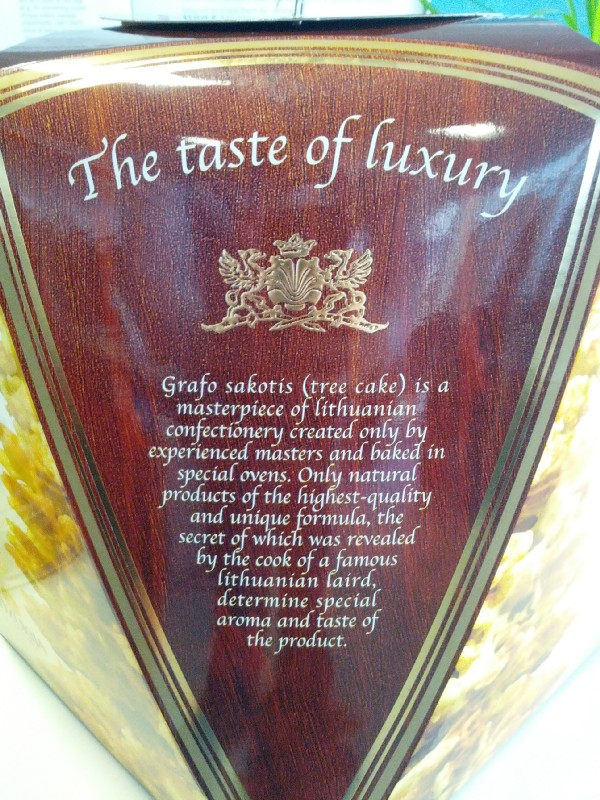 The taste of luxury
Grafo sakotis (tree cake) is a
masterpiece of lithuanian
confectionery created only by
experienced masters and baked in
special ovens. Only natural
products of the highest-quality
and unique formula, the
secret of which was revealed
by the cook of a famous
lithuanian laird,
determine special
aroma and taste of
the product.